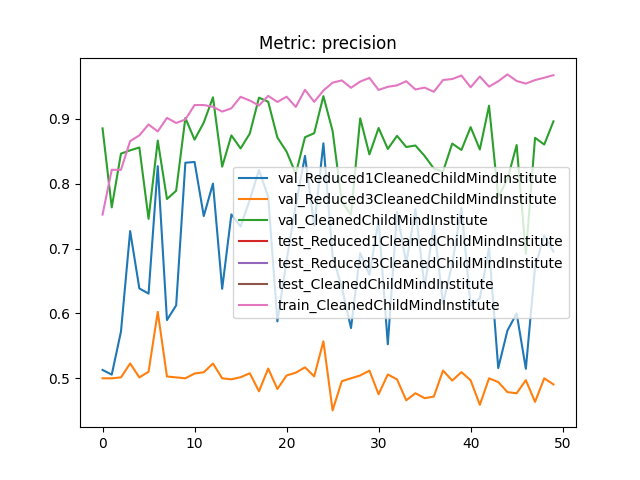 Metric: precision
0.9
0.8
0.7
0.6
0.5
val_Reduced1CleanedChildMindInstitute
val_Reduced3CleanedChildMindInstitute
val_CleanedChildMindInstitute
test_Reduced1CleanedChildMindInstitute
test_Reduced3CleanedChildMindInstitute
test_CleanedChildMindInstitute
train_CleanedChildMindInstitute
0 10 20 30 40 50